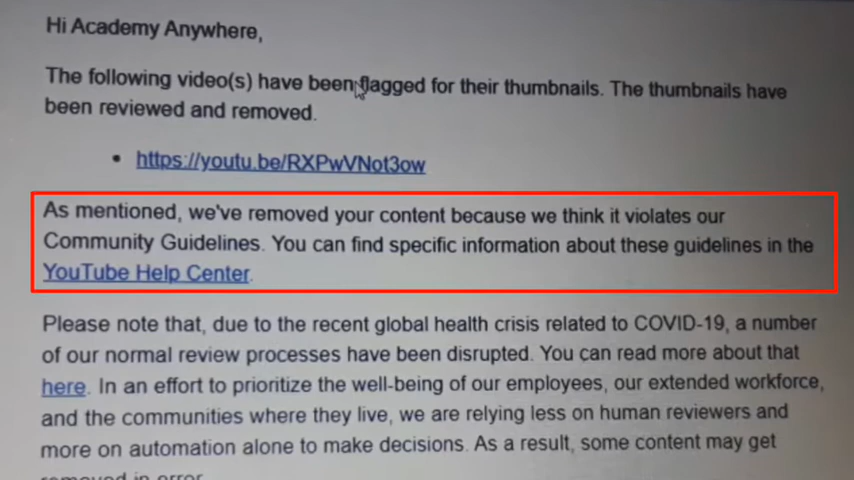 Hi Academy Anywhere,
The following video(s) have been flagged for their thumbnails. The thumbnails have
been reviewed and removed.
• https://youtu.be/RXPwVNot3ow
As mentioned, we've removed your content because we think it violates our
Community Guidelines. You can find specific information about these guidelines in the
YouTube Help Center.
Please note that, due to the recent global health crisis related to COVID-19, a number
of our normal review processes have been disrupted. You can read more about that
here. In an effort to prioritize the well-being of our employees, our extended workforce,
and the communities where they live, we are relying less on human reviewers and
more on automation alone to make decisions. As a result, some content may get
removed in error